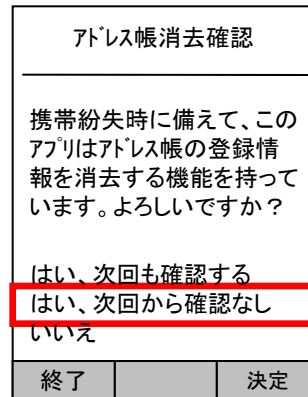 ｱﾄﾞﾚｽ帳消去確認
携帯紛失時に備えて、この
ｱﾌﾟﾘはｱﾄﾞﾚｽ帳の登録情
報を消去する機能を持って
います。よろしいですか？
はい、次回も確認する
はい、次回から確認なし
いいえ
終了
決定